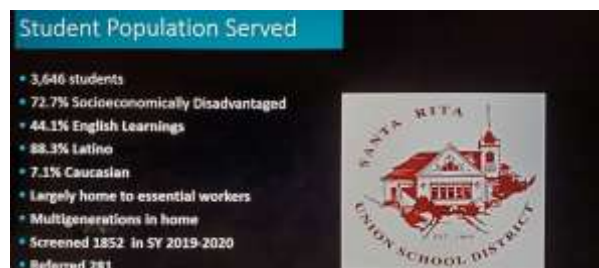 Student Population Served
• 3,646 students
• 72.7% Socioeconomically Disadvantaged
• 44.1% English Learnings
• 88.3% Latino
• 7.1% Caucasian
• Largely home to essential workers
• Multigenerations in home
• Screened 1852 in SY 2019-2020
• Referred 281
SANTA RITA
UNION SCHOOL DISTRICT